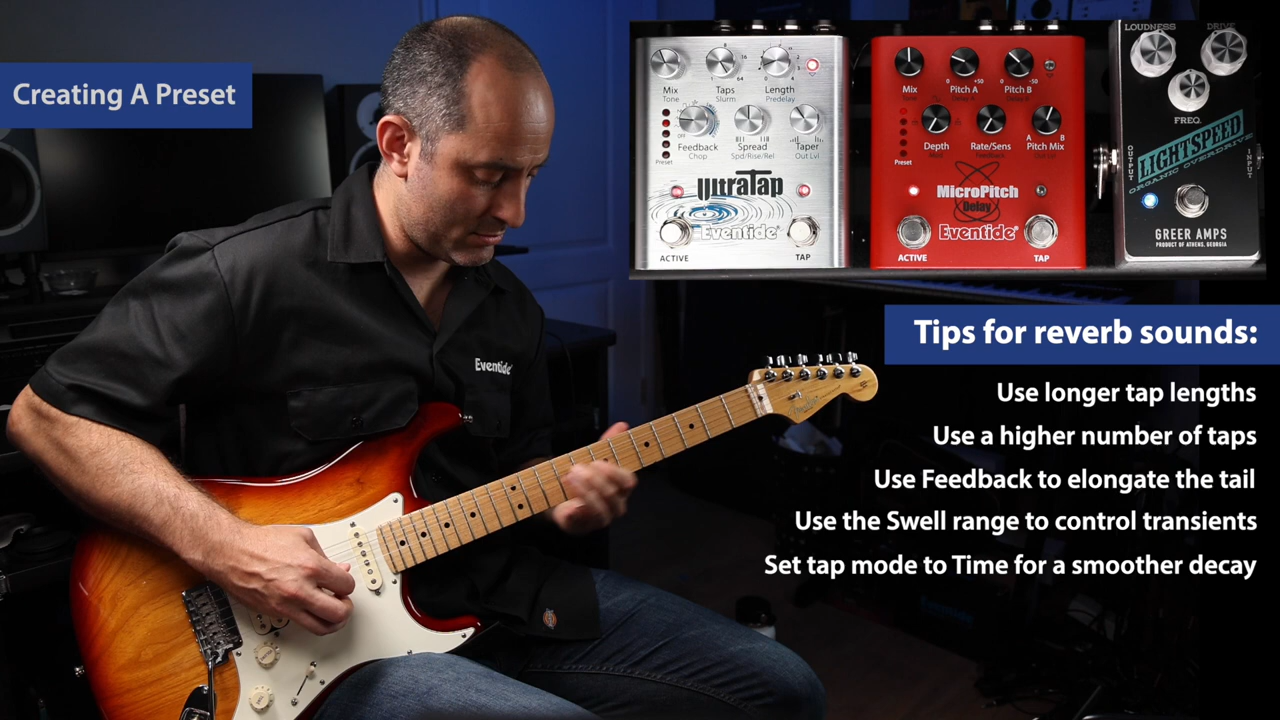 Creating A Preset
Mix
Taps
Length
Tone
Slurm
Predelay
OFF
Feedback
Spread
Taper
Chop
Spd/Rise/Rel
Out Lvl
Preset
UltraTap
Eventide®
ACTIVE
TAP
Mix
Pitch A
Pitch B
Depth
Rate/Sens
Pitch Mix
Feedback
Out Lvl
Preset
MicroPitch
Delay
Eventide®
ACTIVE
TAP
LOUDNESS
DRIVE
FREQ.
OUTPUT
INPUT
LIGHTSPEED
ORGANIC OVERDRIVE
GREER AMPS
PRODUCT OF ATHENS, GEORGIA
Eventide®
Fender
Tips for reverb sounds:
Use longer tap lengths
Use a higher number of taps
Use Feedback to elongate the tail
Use the Swell range to control transients
Set tap mode to Time for a smoother decay